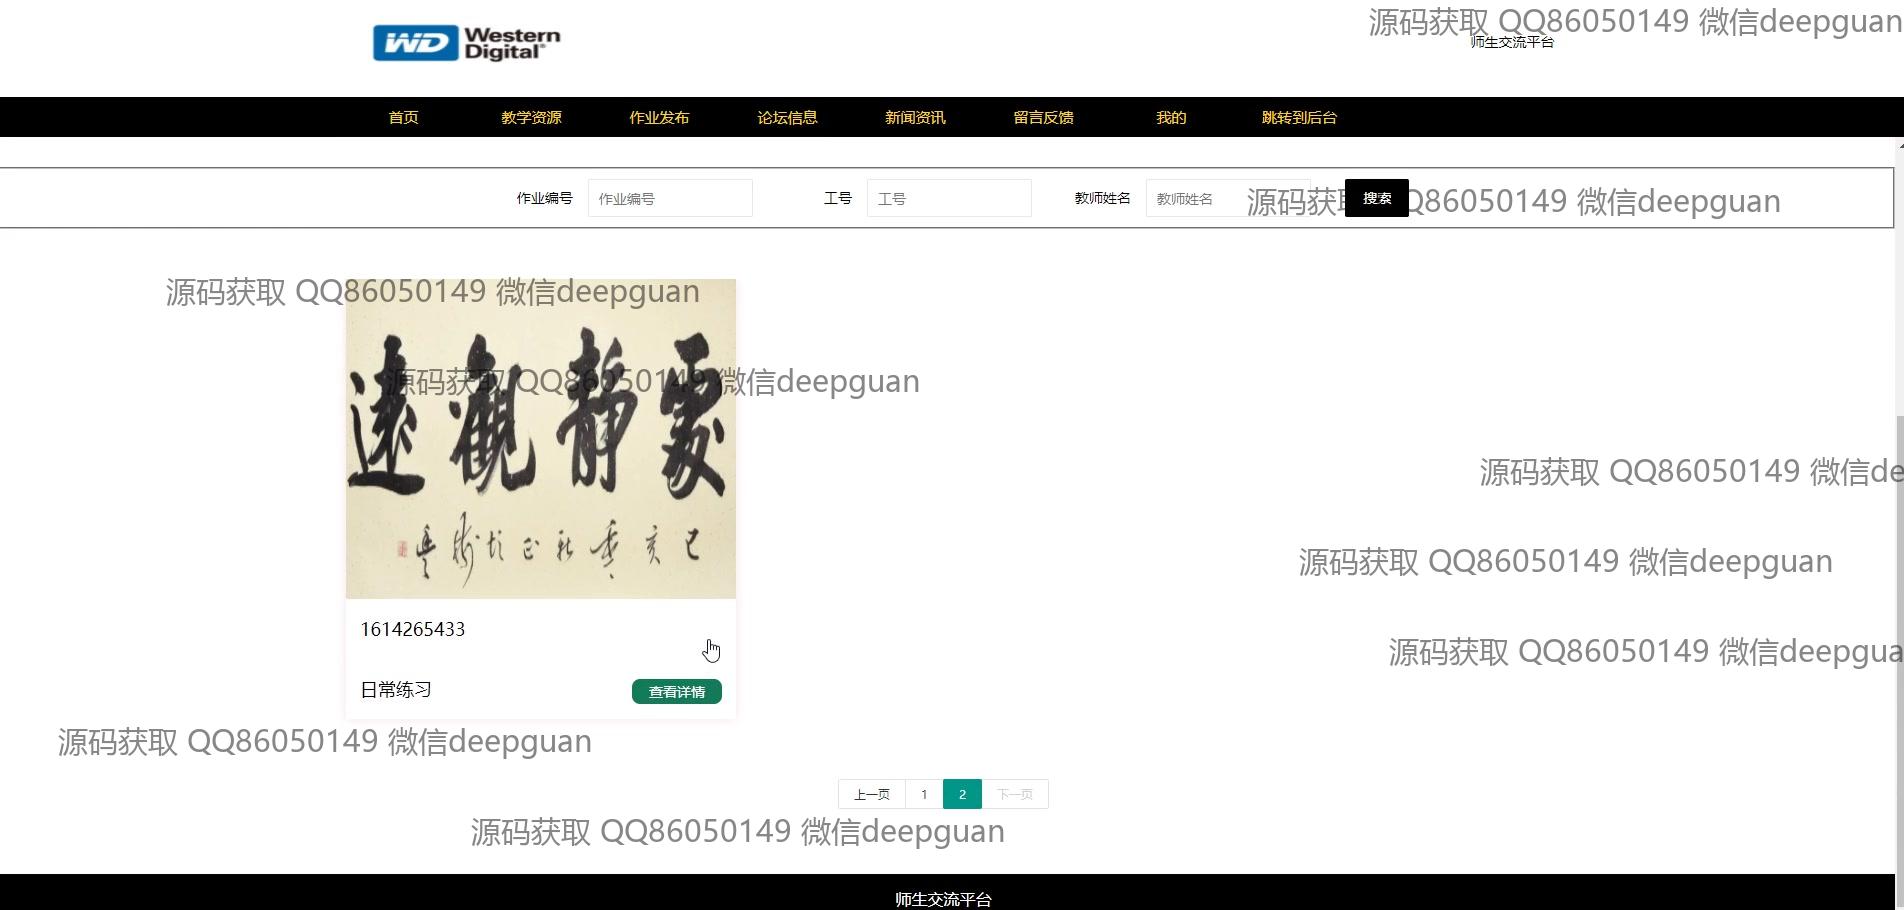 WD Western Digital®
源码获取 QQ86050149 微信deepguan
师生交流平台
首页 教学资源 作业发布 论坛信息 新闻资讯 留言反馈 我的 跳转到后台
作业编号 作业编号 工号 工号 教师姓名 教师姓名 搜索
源码获取 QQ86050149 微信deepguan
源码获取 QQ86050149 微信deepguan
源码获取 QQ86050149 微信deepguan
遠觀靜處
源码获取 QQ86050149 微信de
源码获取 QQ86050149 微信deepguan
1614265433
源码获取 QQ86050149 微信deepgua
日常练习 查看详情
源码获取 QQ86050149 微信deepguan
上一页 1 2 下一页
源码获取 QQ86050149 微信deepguan
师生交流平台